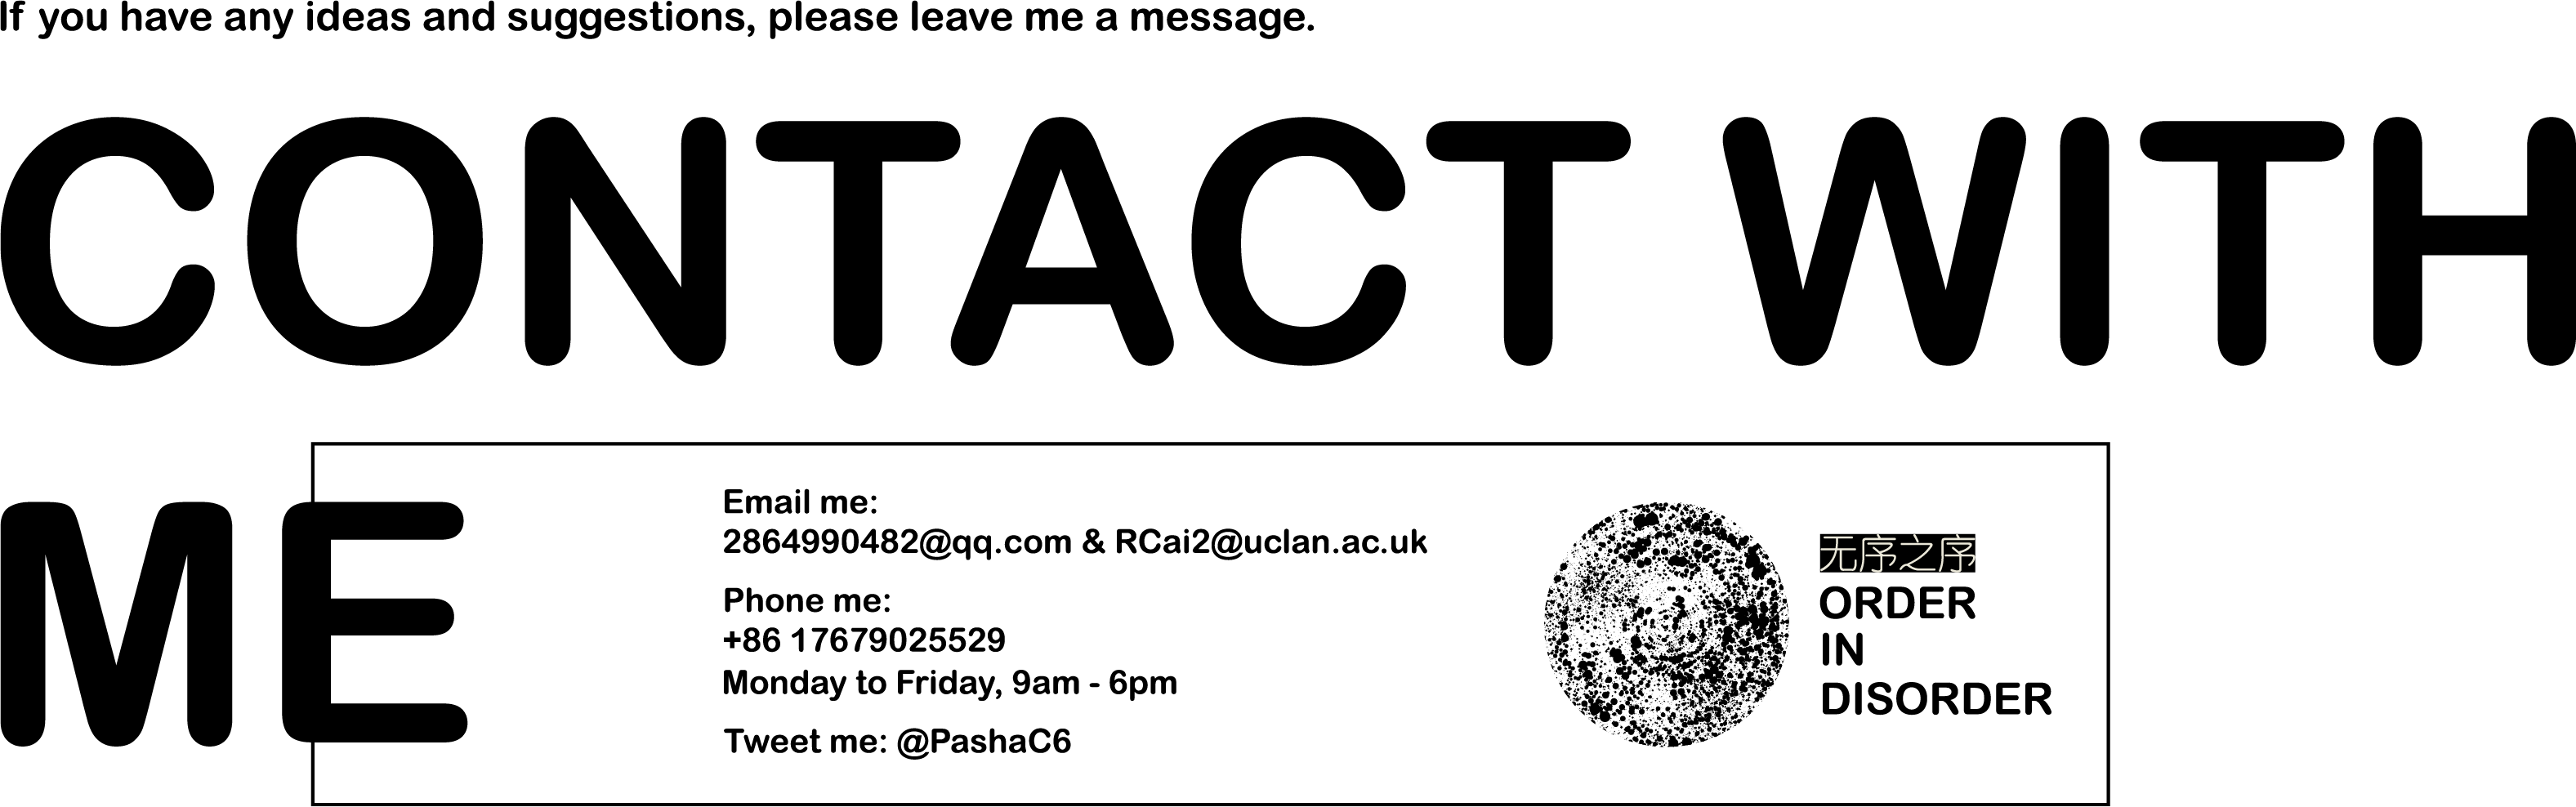 If you have any ideas and suggestions, please leave me a message.
CONTACT WITH
ME
Email me:
2864990482@qq.com & RCai2@uclan.ac.uk
Phone me:
+86 17679025529
Monday to Friday, 9am - 6pm
Tweet me: @PashaC6
无序之序
ORDER
IN
DISORDER